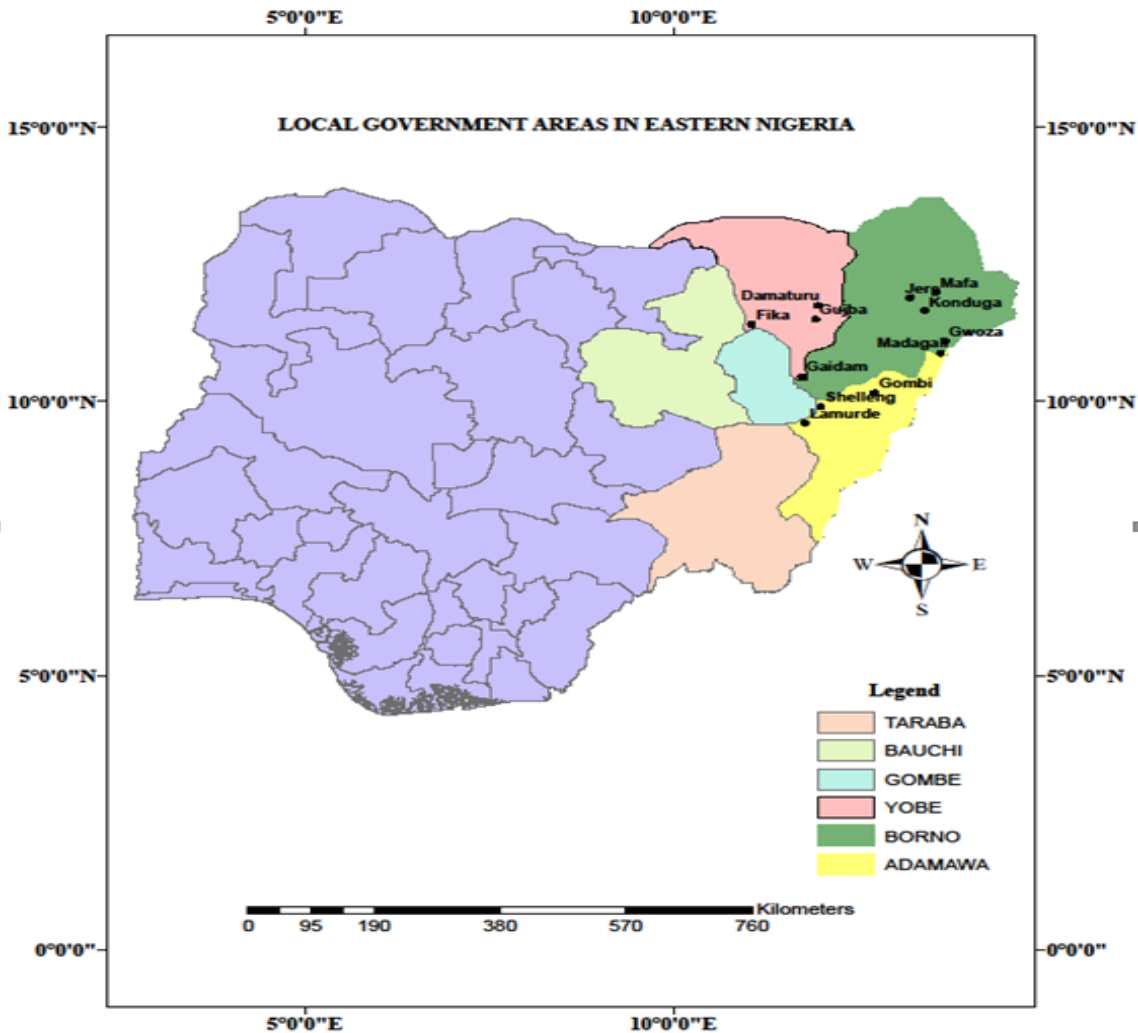 5°0'0"E 10°0'0"E
15°0'0"N 15°0'0"N
LOCAL GOVERNMENT AREAS IN EASTERN NIGERIA
Jere Mafa
Damaturu Konduga
Fika Gujba
Madagali Gwoza
Gaidam
Gombi
10°0'0"N 10°0'0"N
Shelleng
Lamurde
N
W E
S
5°0'0"N 5°0'0"N
Legend
TARABA
BAUCHI
GOMBE
YOBE
BORNO
ADAMAWA
Kilometers
0 95 190 380 570 760
0°0'0" 0°0'0"
5°0'0"E 10°0'0"E